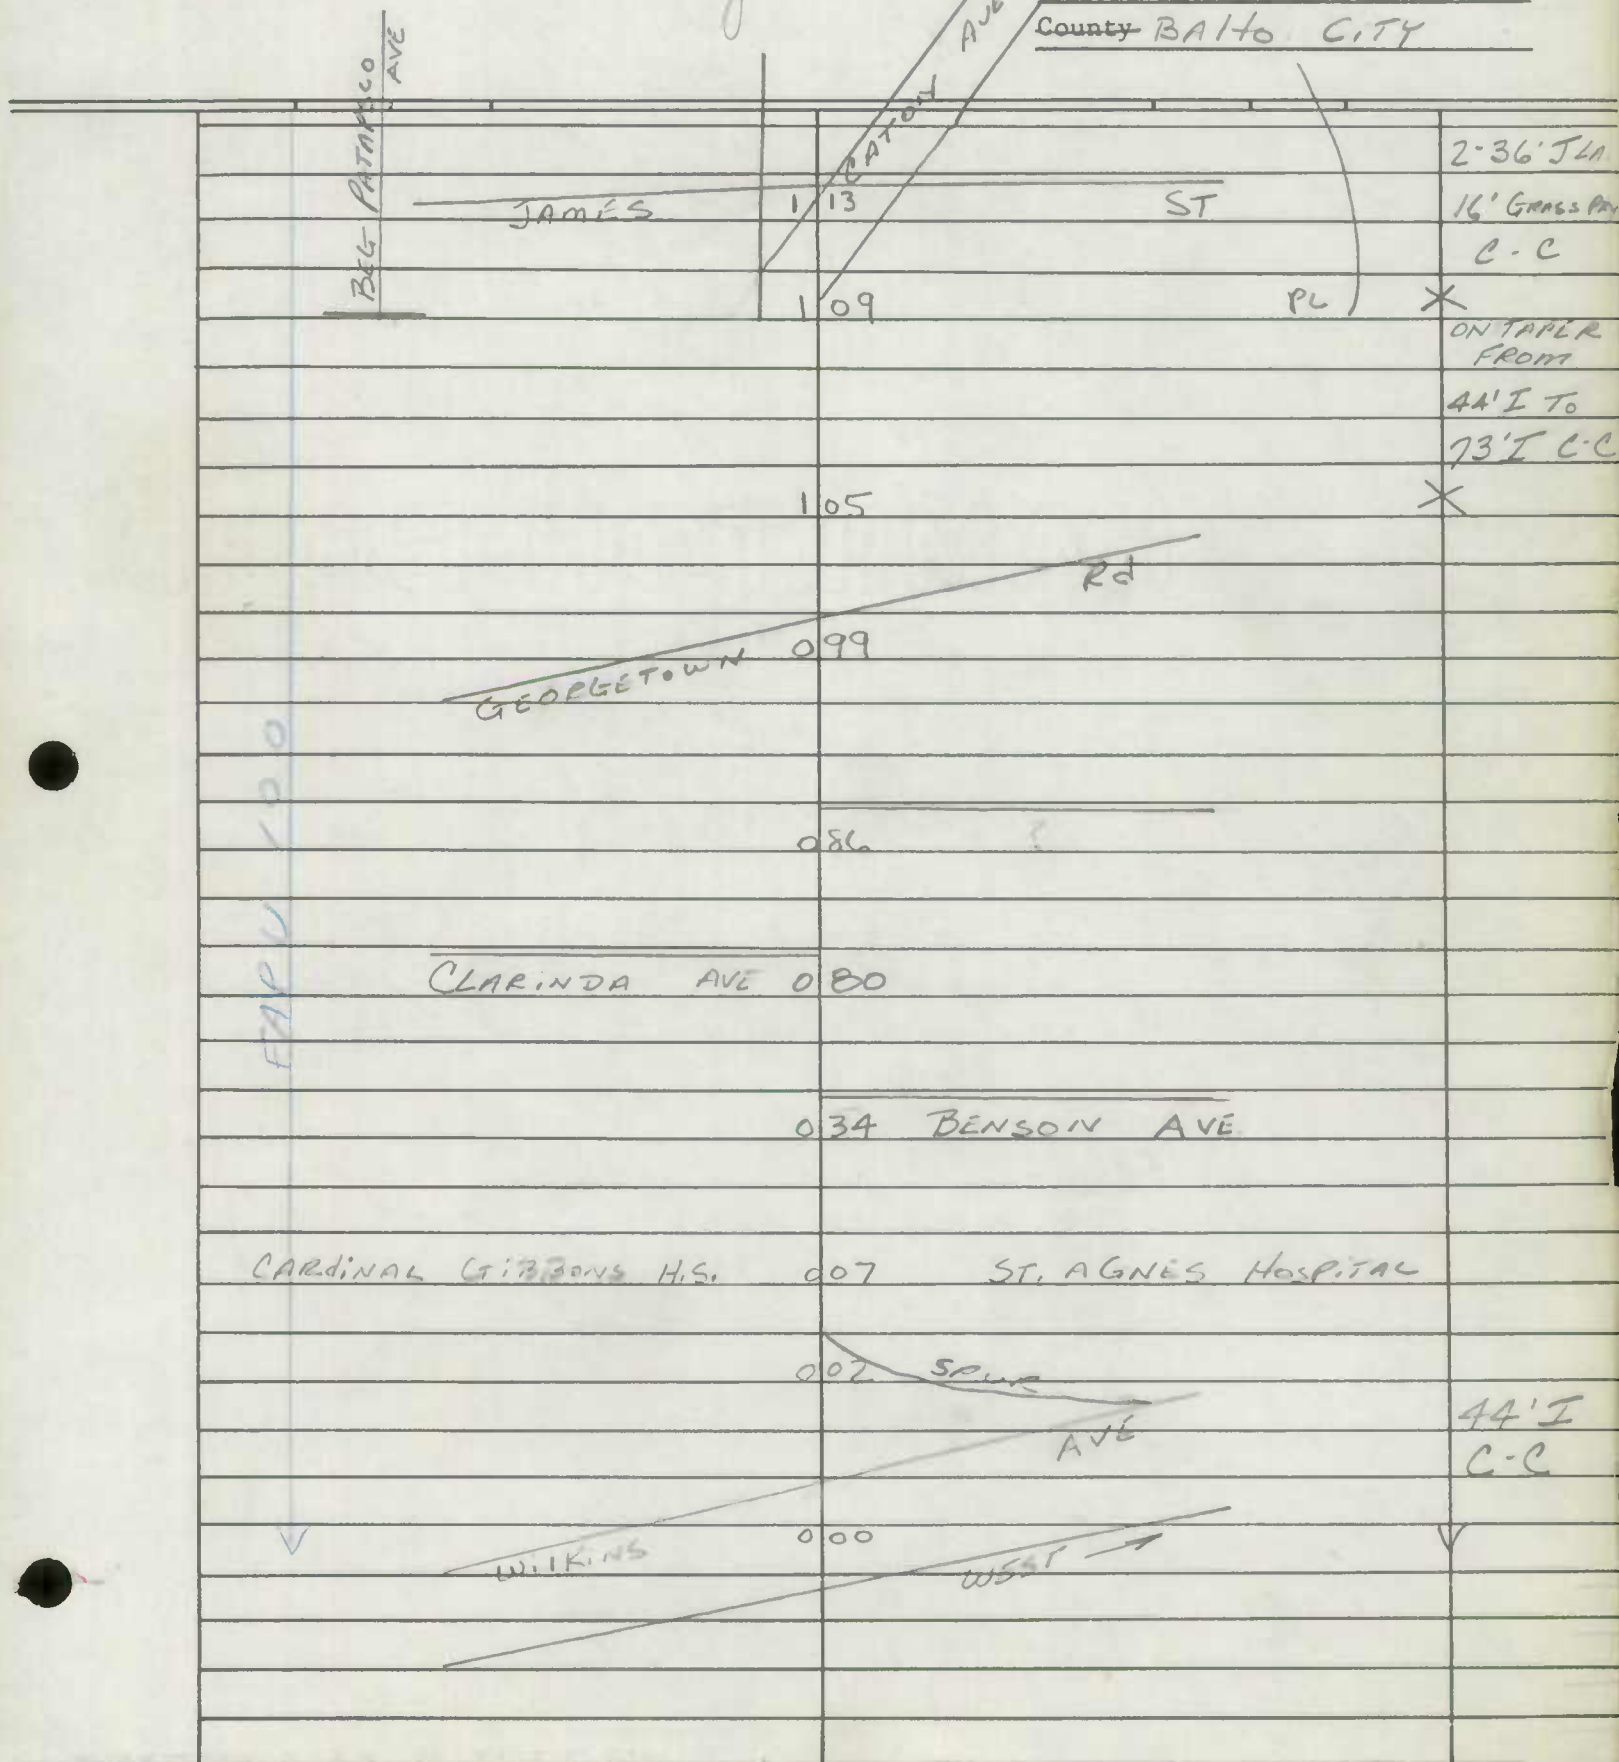 County BAlto CiTY
AVE
CATON
BEG PATAPSCO AVE
2-36' J
16' GRASS
C-C
JAMES 1 13 ST
1 09 PL
ON TAPER
FROM
44' I TO
73' I C-C
1 05
Rd
GEORGETOWN 0 99
0 86 ?
CLARINDA AVE 0 80
0 34 BENSON AVE
CARDINAL GIBBONS H.S. 0 07 ST. AGNES HOSPITAL
0 02 SPUR
AVE
44' I
C-C
WilKiNS 0 00 WEST
FAPU 100